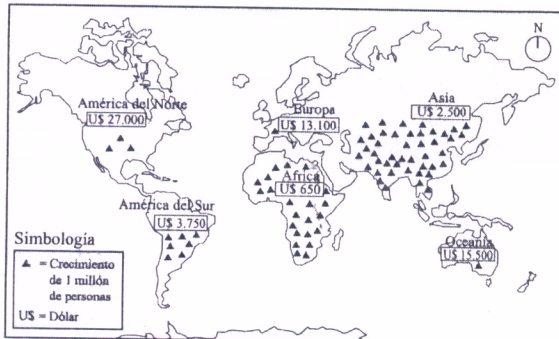 N
América del Norte
U$ 27.000
Europa
U$ 13.100
Asia
U$ 2.500
Africa
U$ 650
América del Sur
U$ 3.750
Oceanía
U$ 15.500
Simbología
▲ = Crecimiento
de 1 millón
de personas
U$ = Dólar